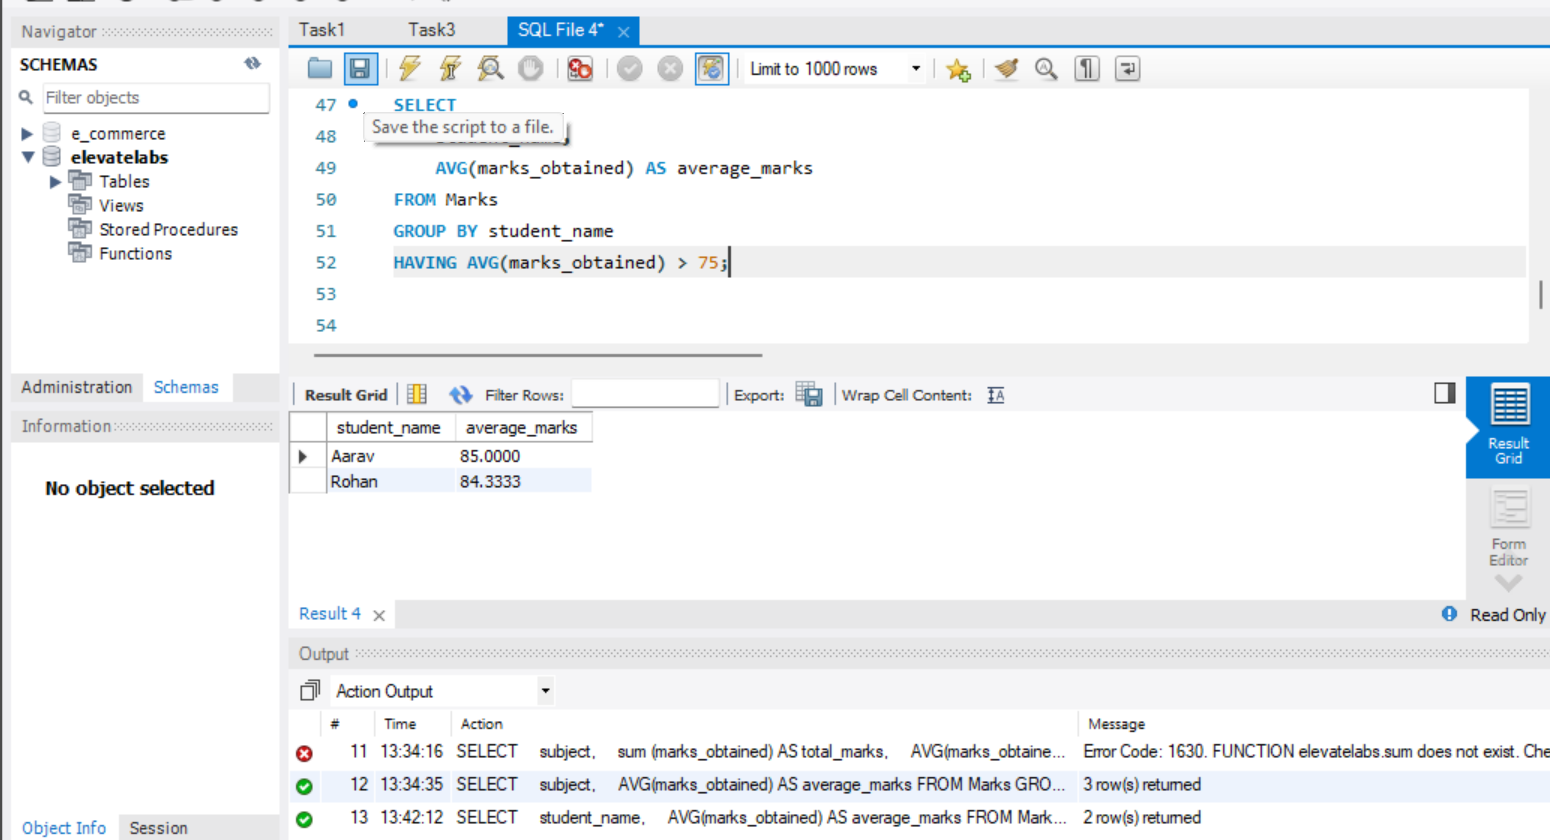 Navigator
SCHEMAS
Filter objects
e_commerce
elevatelabs
Tables
Views
Stored Procedures
Functions
Administration Schemas
Information
No object selected
Object Info Session
Task1 Task3 SQL File 4*
Limit to 1000 rows
47 SELECT
Save the script to a file.
48
49 AVG(marks_obtained) AS average_marks
50 FROM Marks
51 GROUP BY student_name
52 HAVING AVG(marks_obtained) > 75;
53
54
Result Grid Filter Rows: Export: Wrap Cell Content:
student_name average_marks
Aarav 85.0000
Rohan 84.3333
Result
Grid
Form
Editor
Result 4 Read Only
Output
Action Output
# Time Action Message
11 13:34:16 SELECT subject, sum (marks_obtained) AS total_marks, AVG(marks_obtaine... Error Code: 1630. FUNCTION elevatelabs.sum does not exist. Che
12 13:34:35 SELECT subject, AVG(marks_obtained) AS average_marks FROM Marks GRO... 3 row(s) returned
13 13:42:12 SELECT student_name, AVG(marks_obtained) AS average_marks FROM Mark... 2 row(s) returned